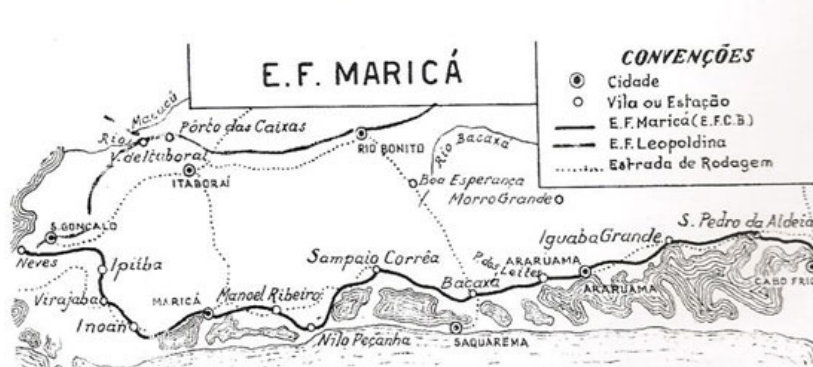 E.F. MARICÁ
CONVENÇÕES
Cidade
Vila ou Estação
E.F. Maricá (E.F.C.B.)
E.F. Leopoldina
Estrada de Rodagem
Rio Macacú
Pôrto das Caixas
V. de Itaboraí
ITABORAÍ
RIO BONITO
Rio Bacaxá
Boa Esperança
Morro Grande
S. GONÇALO
Neves
Ipiíba
Virajaba
Inoan
MARICÁ
Manoel Ribeiro
Nilo Peçanha
Sampaio Corrêa
Bacaxá
SAQUAREMA
P. dos Leites
ARARUAMA
ARARUAMA
Iguaba Grande
S. Pedro da Aldeia
CABO FRIO